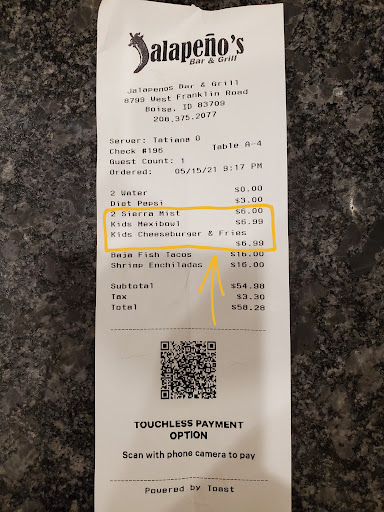 Jalapeño's
Bar & Grill
Jalapenos Bar & Grill
8799 West Franklin Road
Boise, ID 83709
208.375.2077
Server: Tatiana O
Check #196 Table A-4
Guest Count: 1
Ordered: 05/15/21 9:17 PM
2 Water $0.00
Diet Pepsi $3.00
2 Sierra Mist $6.00
Kids Mexibowl $6.99
Kids Cheeseburger & Fries
$6.99
Baja Fish Tacos $16.00
Shrimp Enchiladas $16.00
Subtotal $54.98
Tax $3.30
Total $58.28
TOUCHLESS PAYMENT
OPTION
Scan with phone camera to pay
Powered by Toast